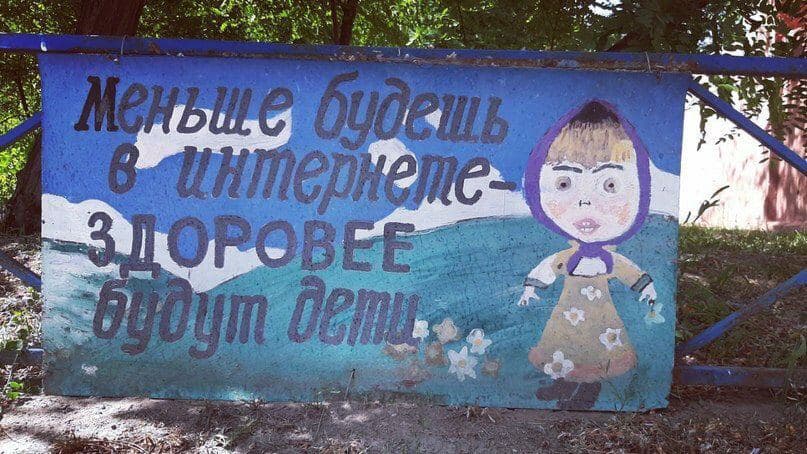 Меньше будешь
в интернете-
ЗДОРОВЕЕ
будут дети